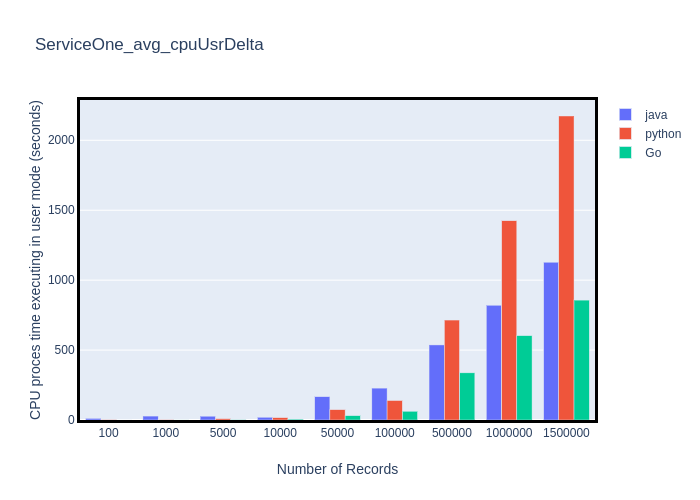 ServiceOne_avg_cpuUsrDelta
CPU proces time executing in user mode (seconds)
2000
1500
1000
500
0
100 1000 5000 10000 50000 100000 500000 1000000 1500000
Number of Records
java
python
Go